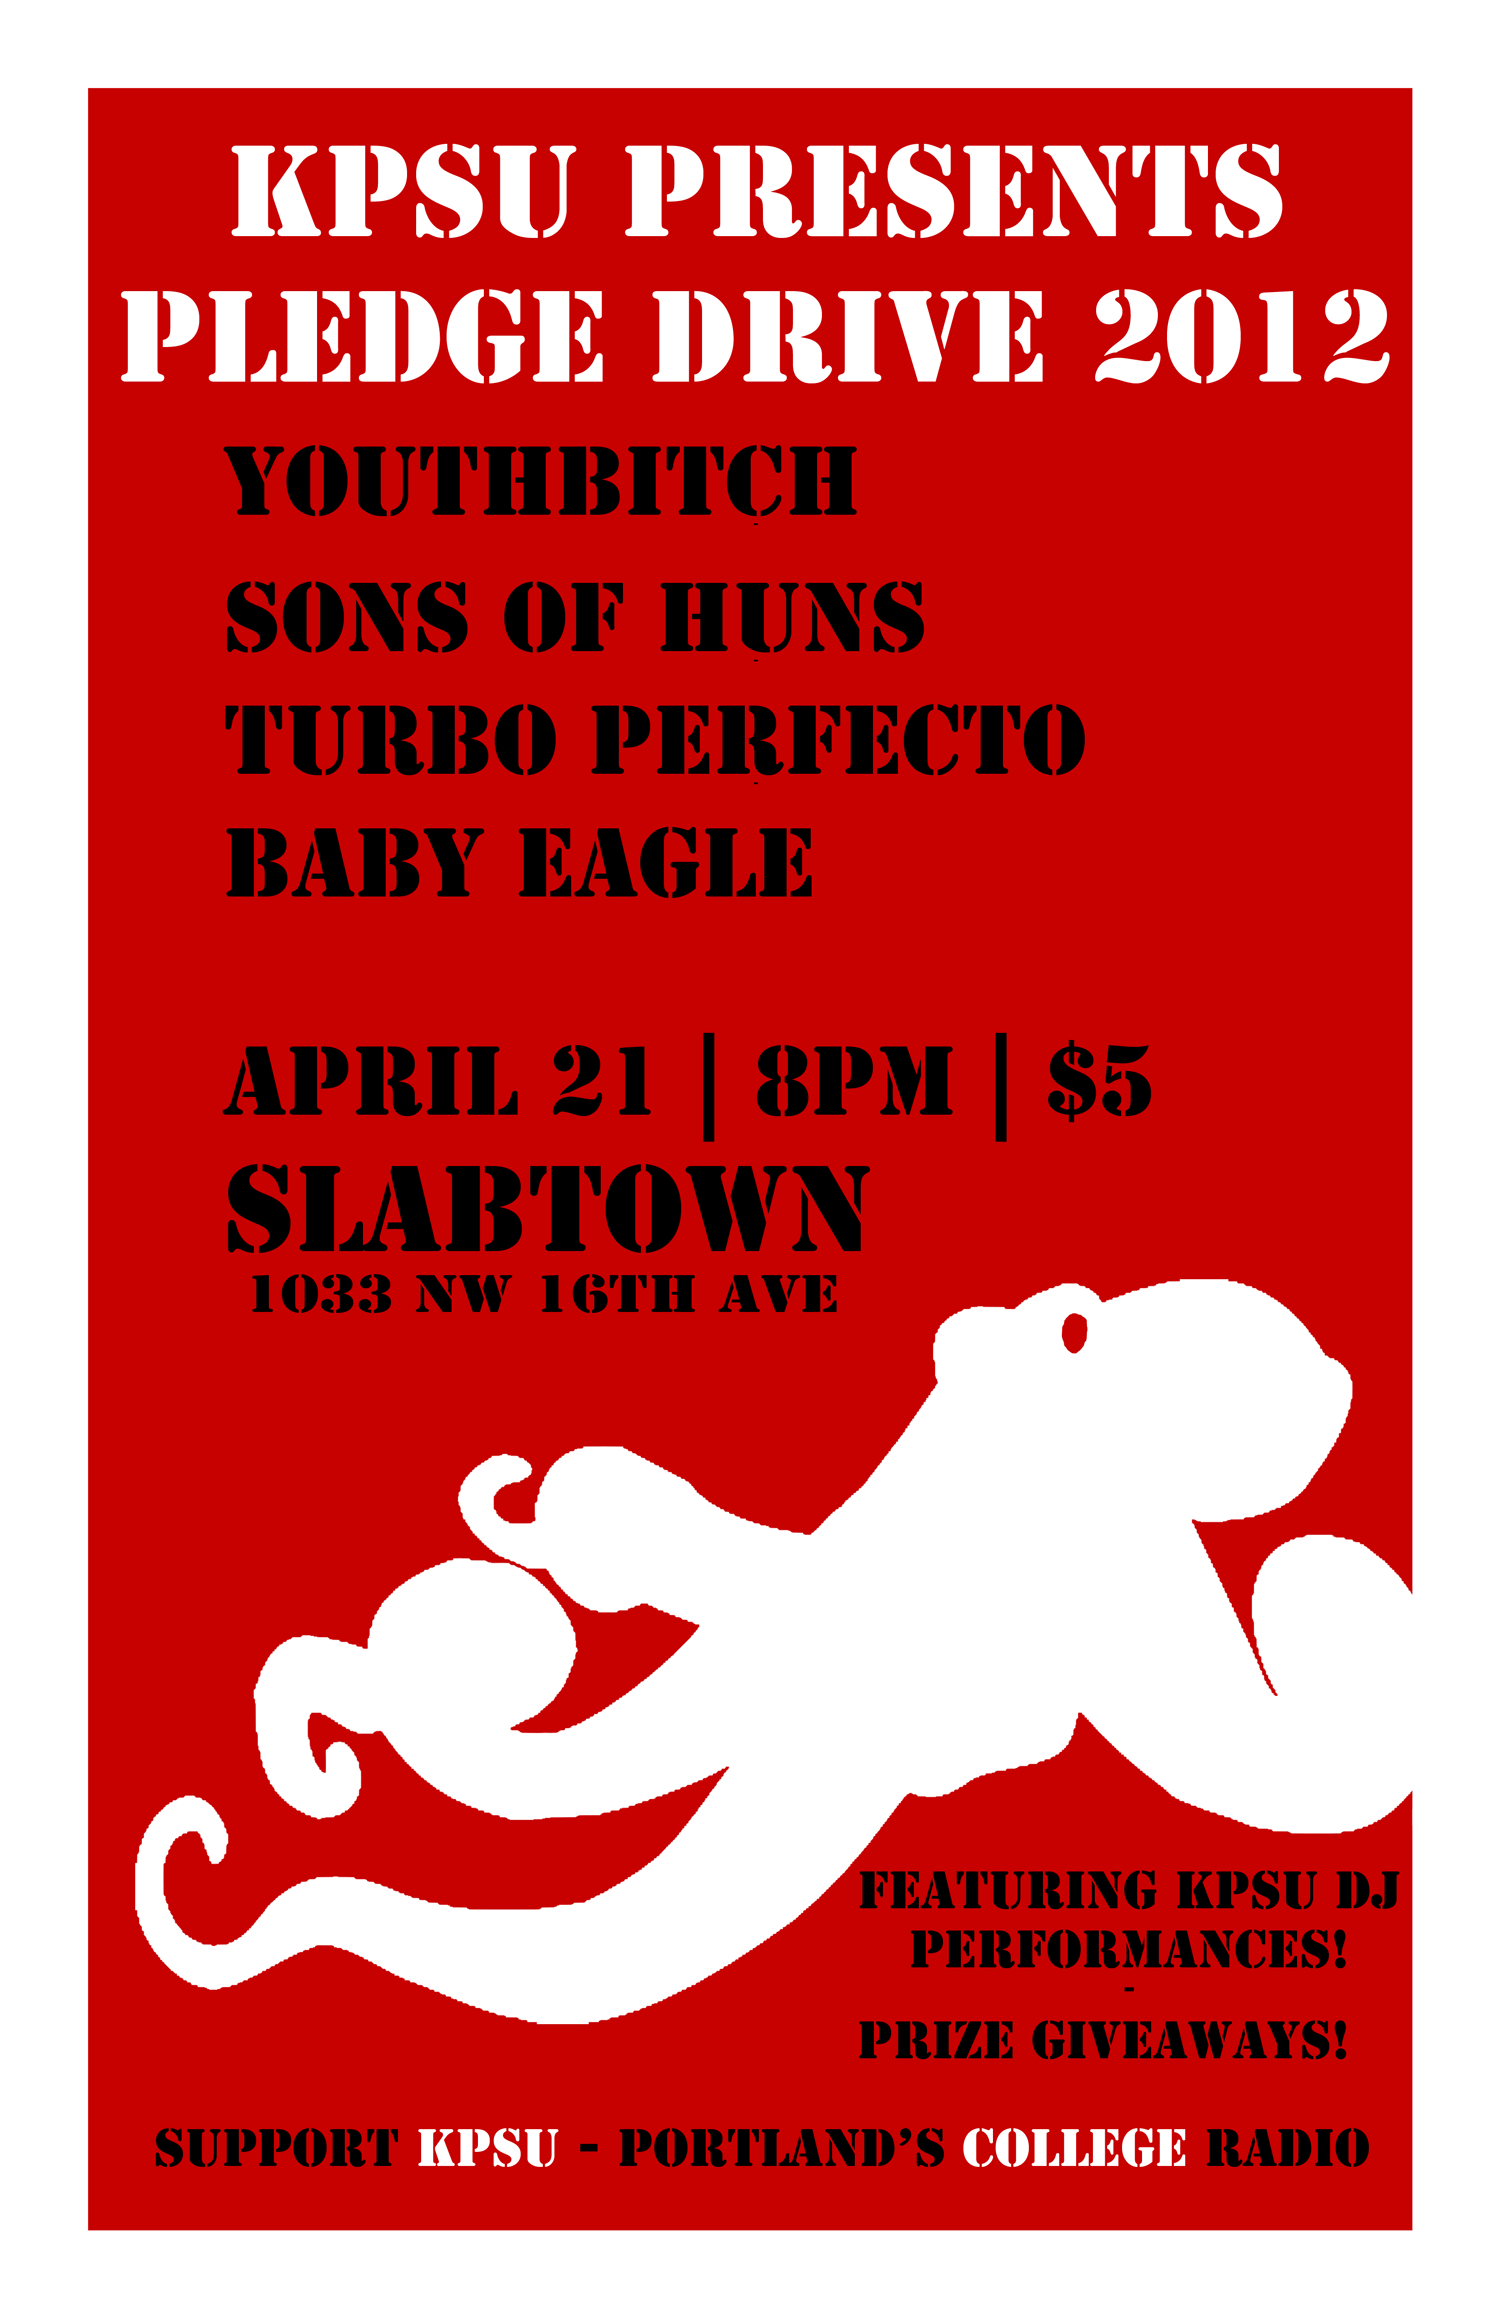 KPSU PRESENTS
PLEDGE DRIVE 2012
YOUTHBITCH
-
SONS OF HUNS
-
TURBO PERFECTO
-
BABY EAGLE
APRIL 21 | 8PM | $5
SLABTOWN
1033 NW 16TH AVE
FEATURING KPSU DJ
PERFORMANCES!
-
PRIZE GIVEAWAYS!
SUPPORT KPSU - PORTLAND'S COLLEGE RADIO